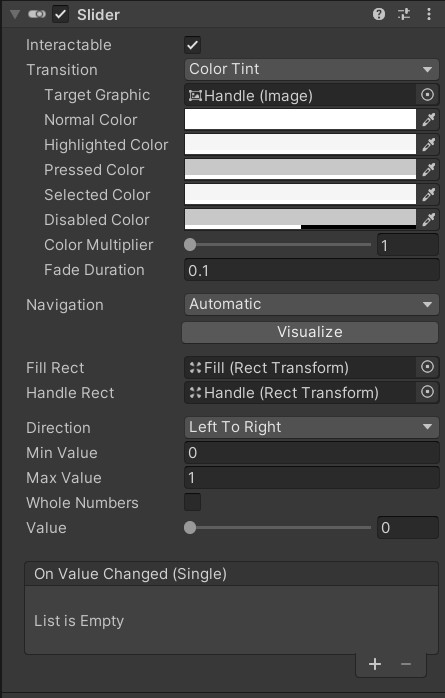 Slider
Interactable
Transition Color Tint
Target Graphic Handle (Image)
Normal Color
Highlighted Color
Pressed Color
Selected Color
Disabled Color
Color Multiplier 1
Fade Duration 0.1
Navigation Automatic
Visualize
Fill Rect Fill (Rect Transform)
Handle Rect Handle (Rect Transform)
Direction Left To Right
Min Value 0
Max Value 1
Whole Numbers
Value 0
On Value Changed (Single)
List is Empty